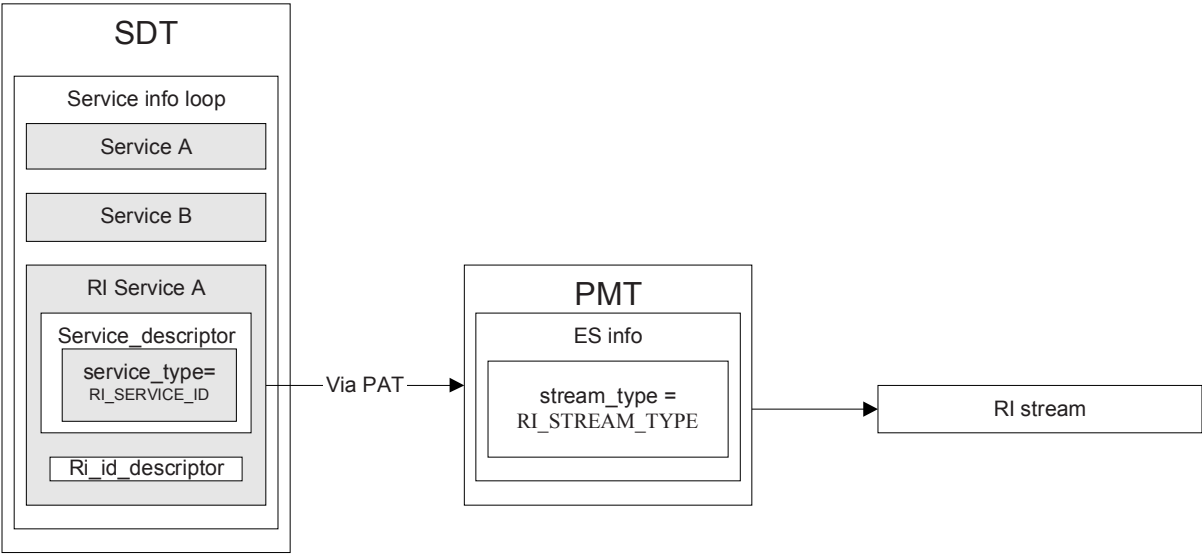 SDT
Service info loop
Service A
Service B
RI Service A
Service_descriptor
service_type=
RI_SERVICE_ID
Ri_id_descriptor
Via PAT
PMT
ES info
stream_type =
RI_STREAM_TYPE
RI stream